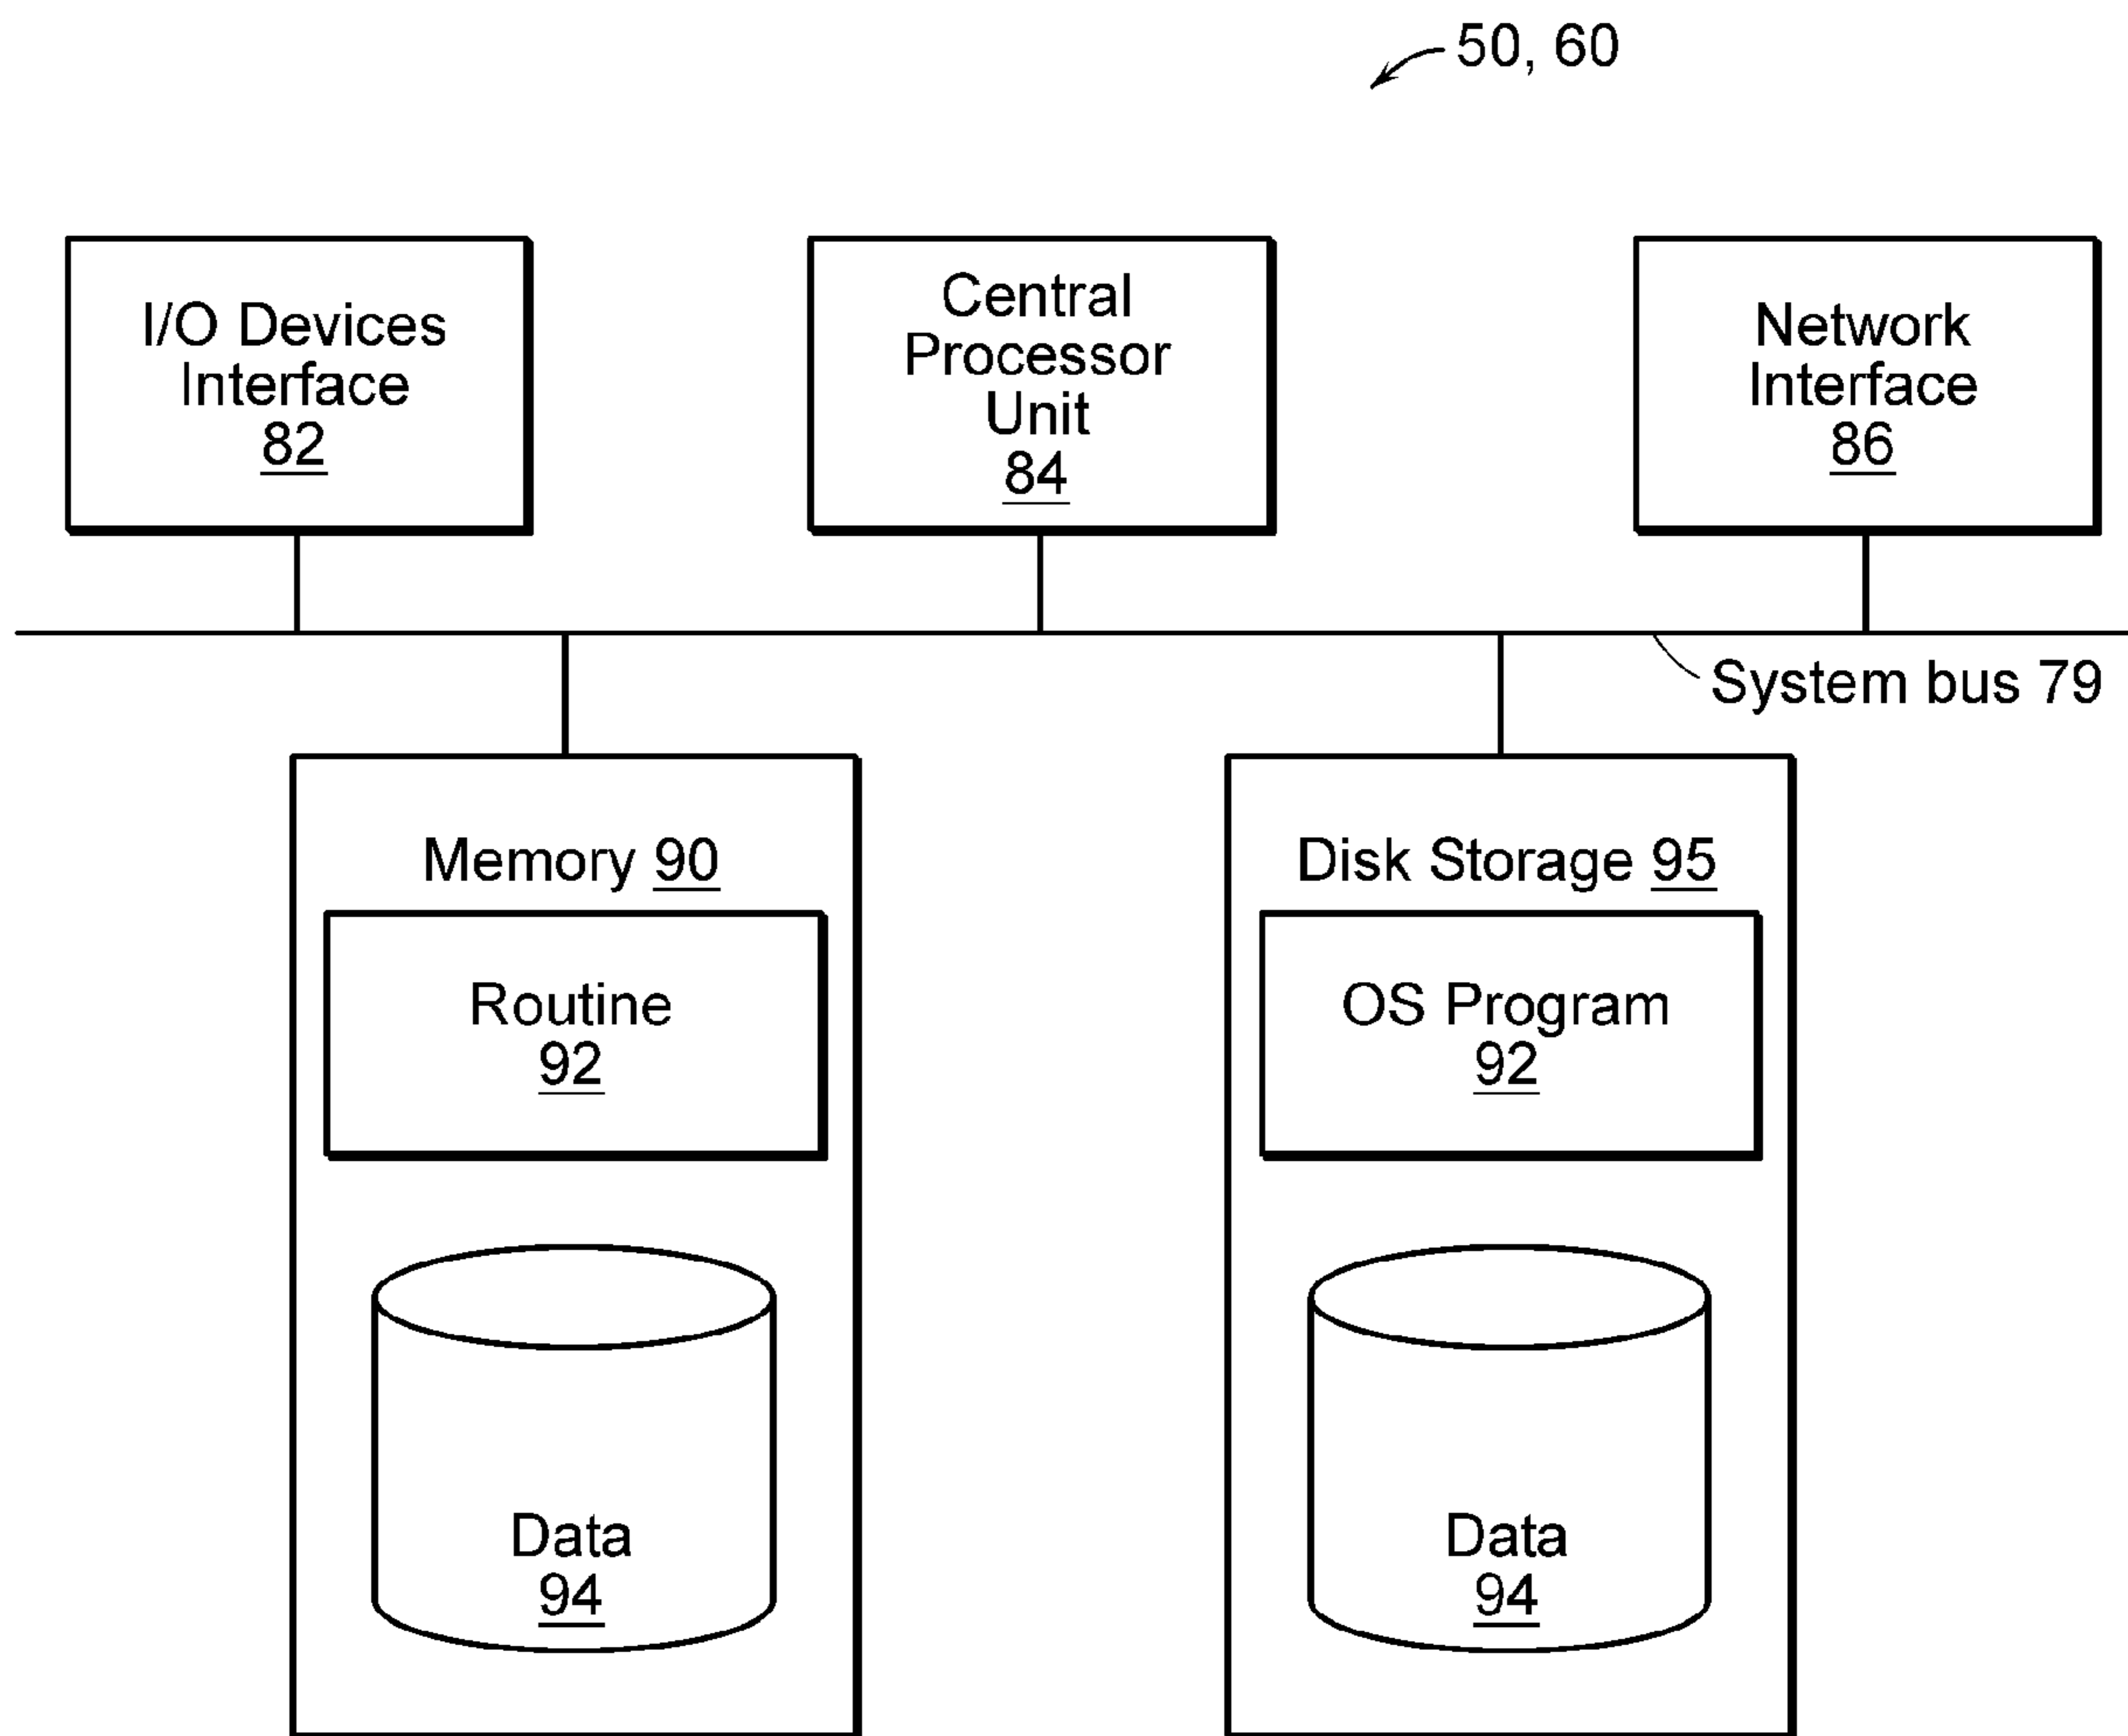 50, 60
I/O Devices
Interface
82
Central
Processor
Unit
84
Network
Interface
86
System bus 79
Memory 90
Routine
92
Data
94
Disk Storage 95
OS Program
92
Data
94